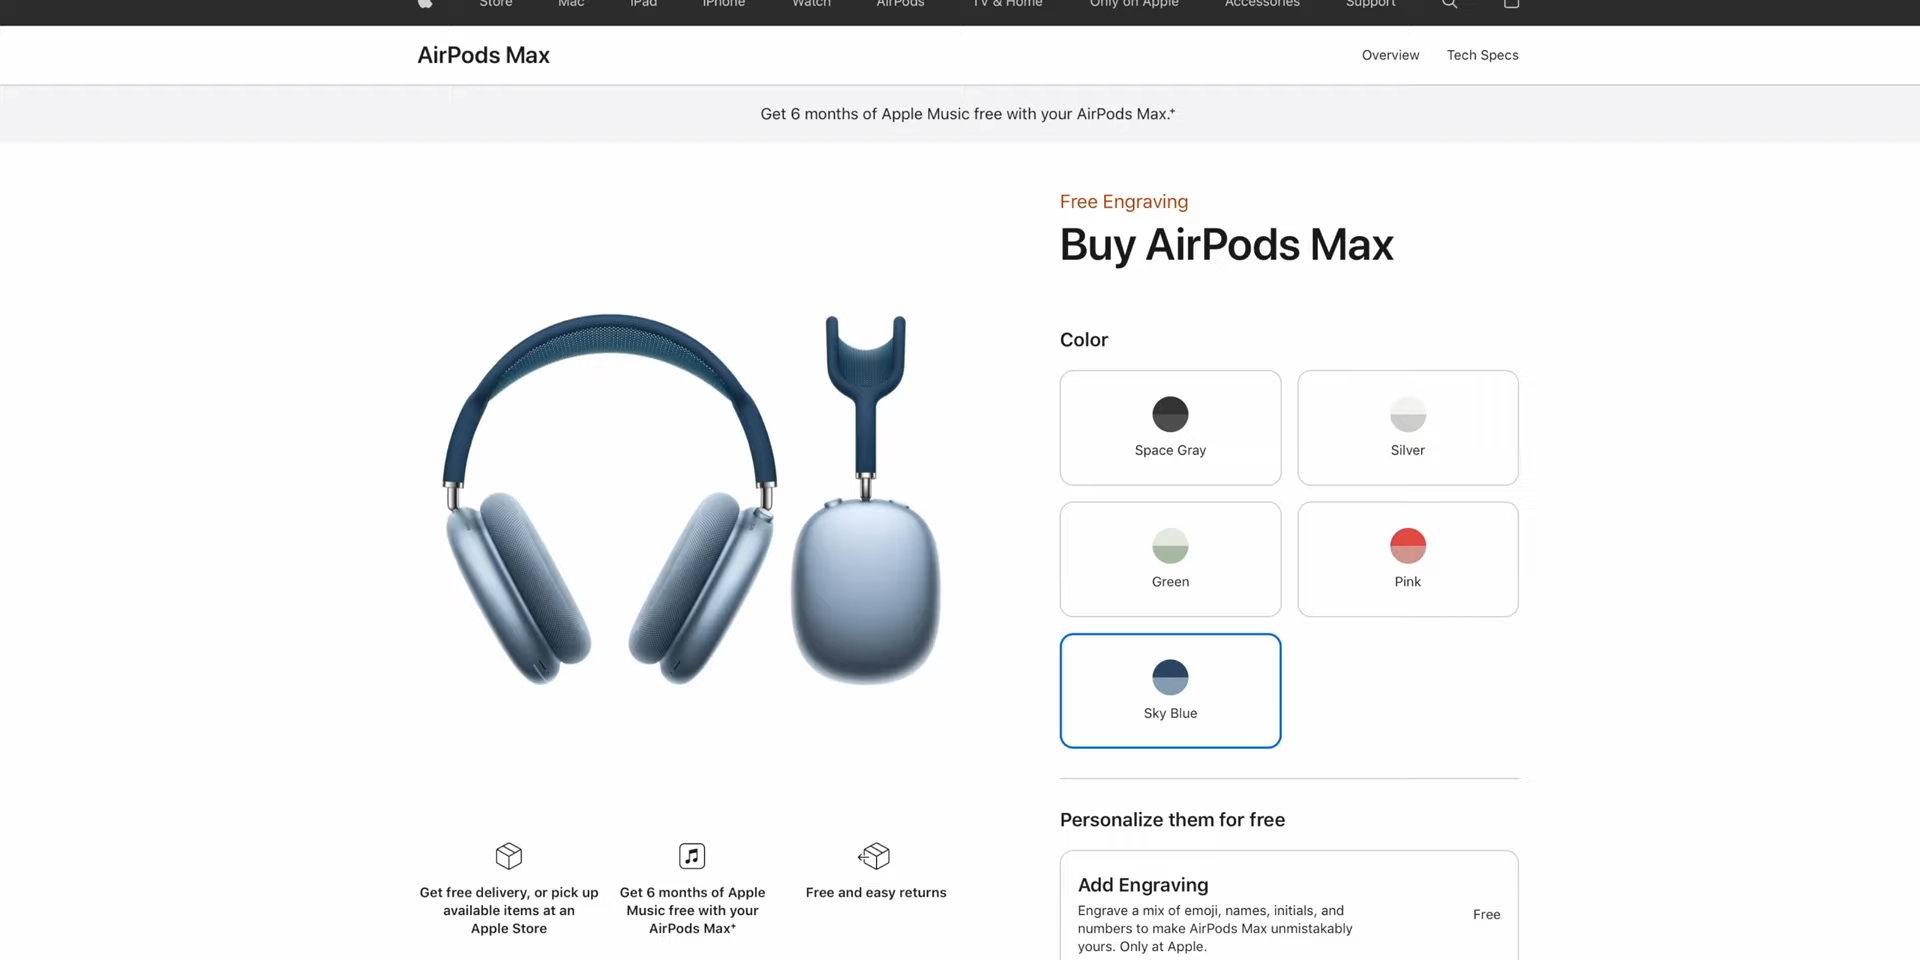 Store Mac iPad iPhone Watch AirPods TV & Home Only on Apple Accessories Support
AirPods Max
Overview Tech Specs
Get 6 months of Apple Music free with your AirPods Max.⁺
Free Engraving
Buy AirPods Max
Color
Space Gray
Silver
Green
Pink
Sky Blue
Personalize them for free
Add Engraving
Engrave a mix of emoji, names, initials, and
numbers to make AirPods Max unmistakably
yours. Only at Apple.
Free
Get free delivery, or pick up
available items at an
Apple Store
Get 6 months of Apple
Music free with your
AirPods Max⁺
Free and easy returns